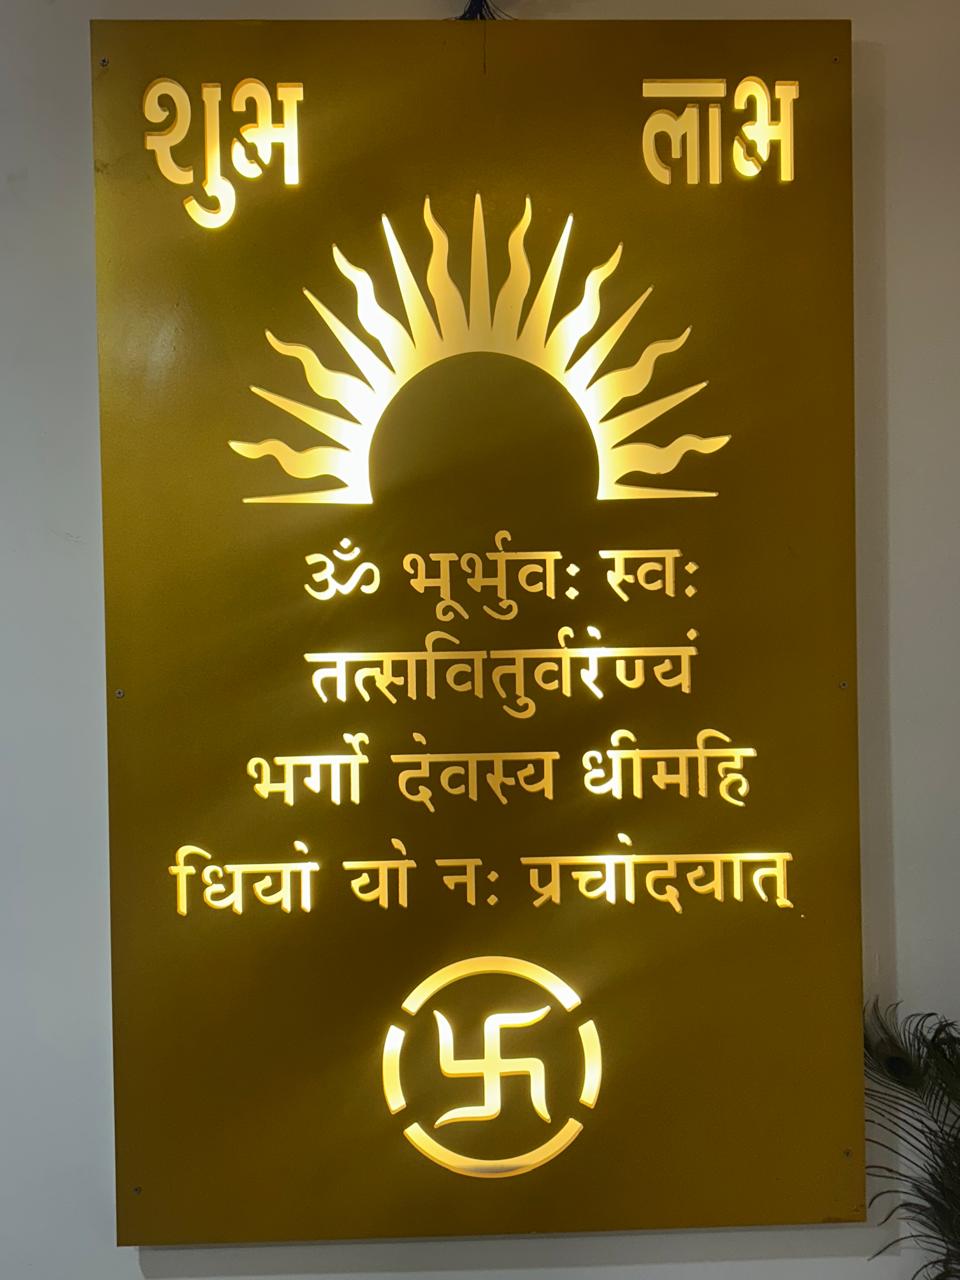 शुभ लाभ
ॐ भूर्भुवः स्वः
तत्सवितुर्वरेण्यं
भर्गो देवस्य धीमहि
धियो यो नः प्रचोदयात्